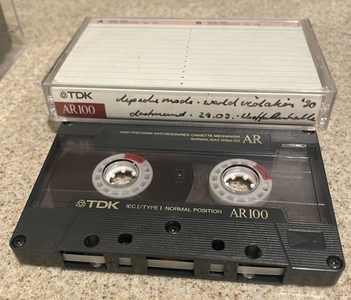 A
B
TDK
AR100
depeche mode. world violation '90
dortmund. 29.09. Westfalenhalle
HIGH PRECISION ANTI-RESONANCE CASSETTE MECHANISM
NORMAL BIAS 120μs EQ
AR
TDK
IEC I/TYPE I NORMAL POSITION
AR100